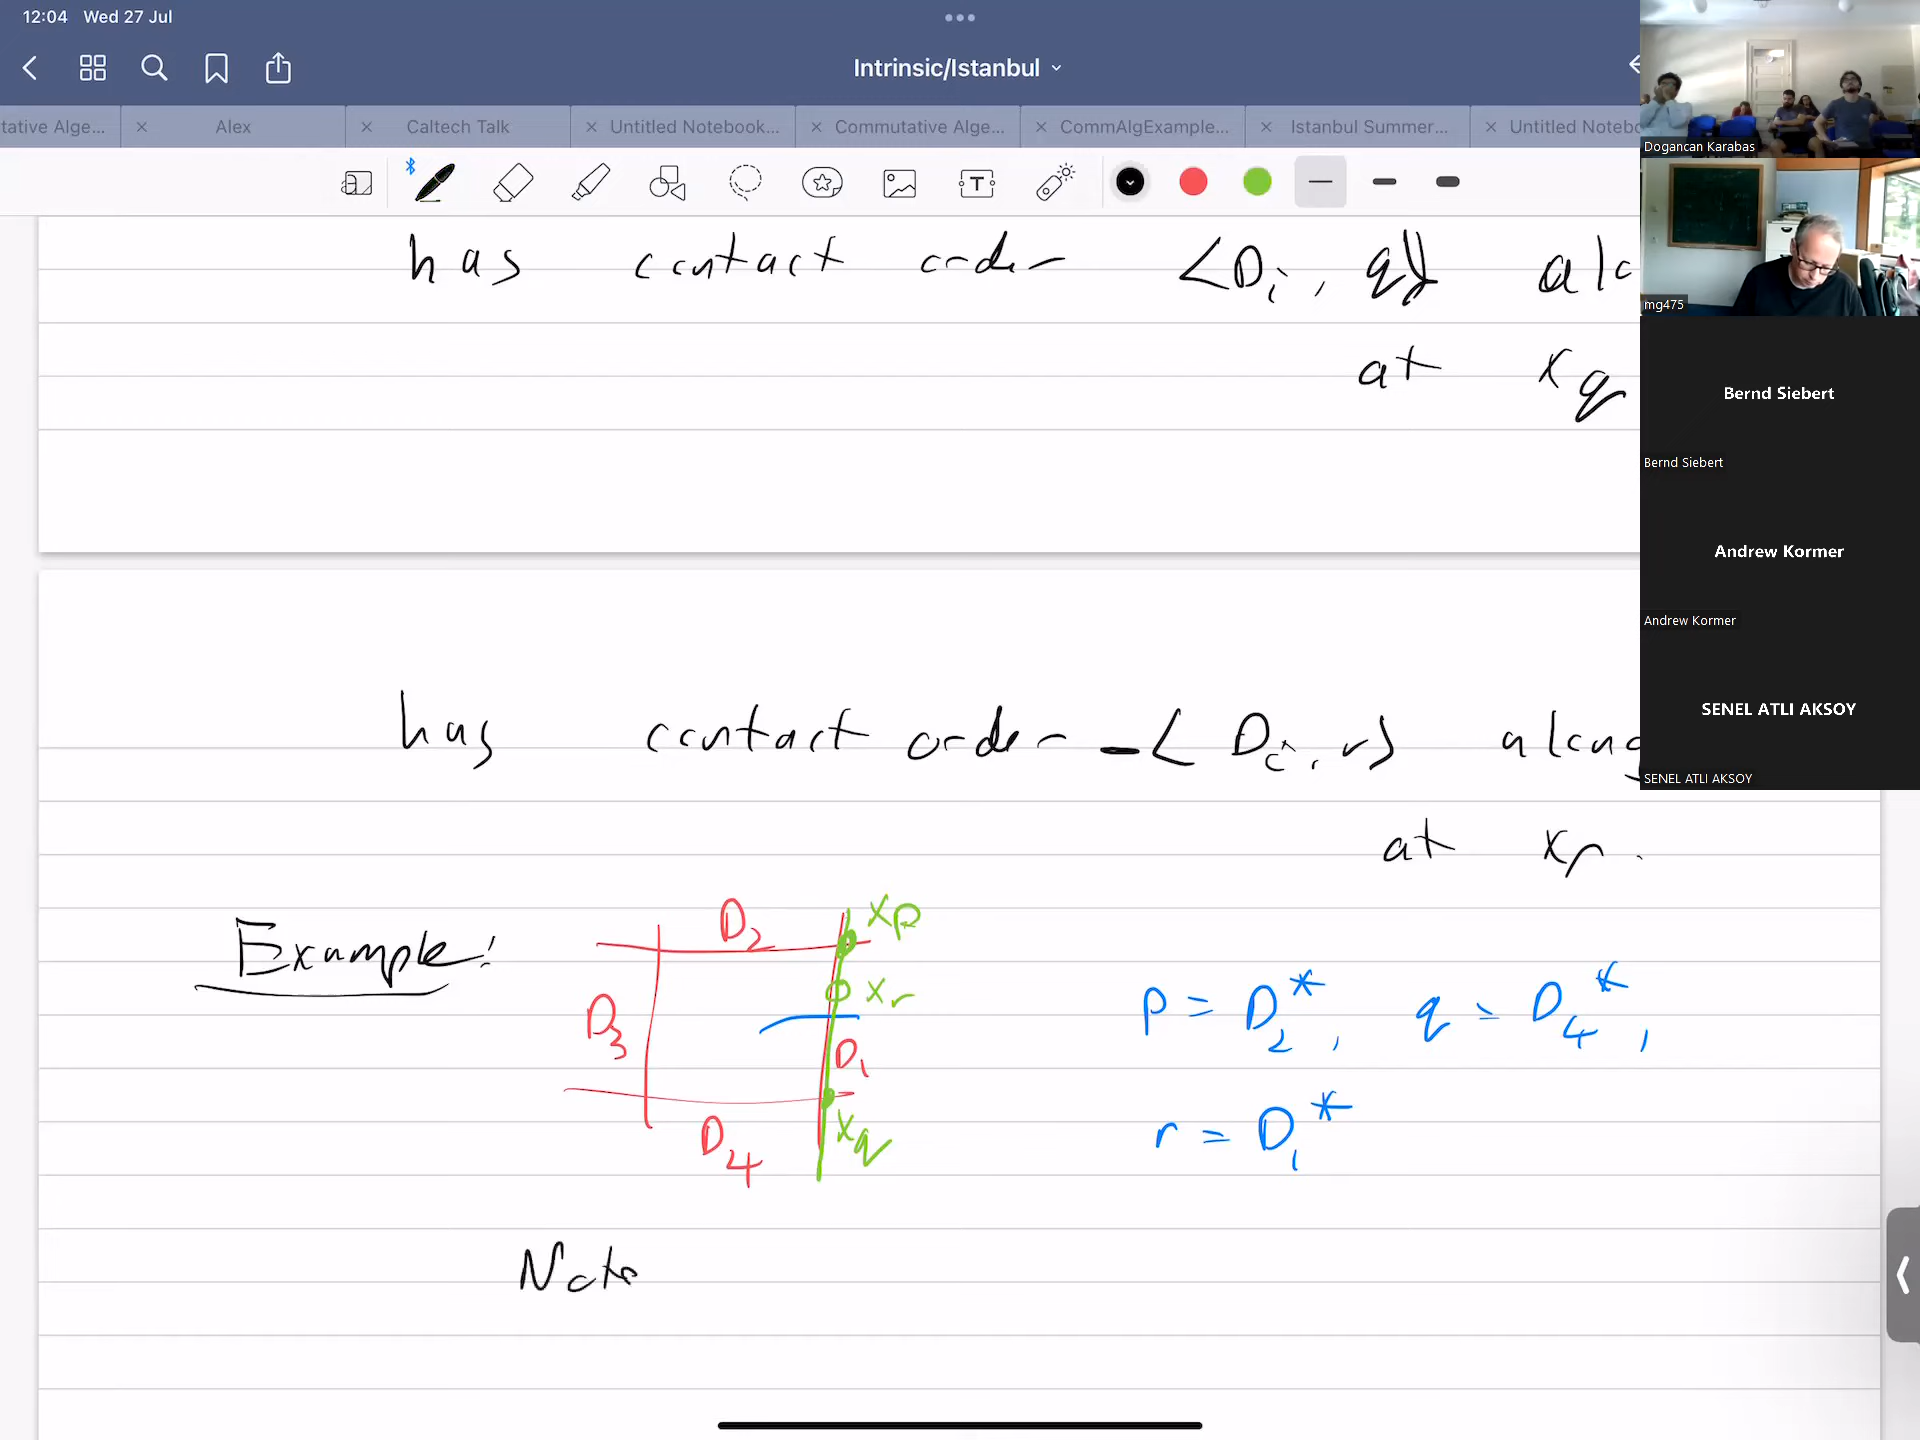 12:04 Wed 27 Jul
Intrinsic/Istanbul
tative Alge... Alex Caltech Talk Untitled Notebook... Commutative Alge... CommAlgExample... Istanbul Summer... Untitled Notebo
Dogancan Karabas
mg475
Bernd Siebert
Bernd Siebert
Andrew Kormer
Andrew Kormer
SENEL ATLI AKSOY
SENEL ATLI AKSOY
has contact order <D_i, q> alo
at x_q
has contact order -<D_i, r> along
at x_r.
Example:
D_2 x_p
D_3 x_r
D_1
D_4 x_q
p = D_2^*, q = D_4^*,
r = D_1^*
Note